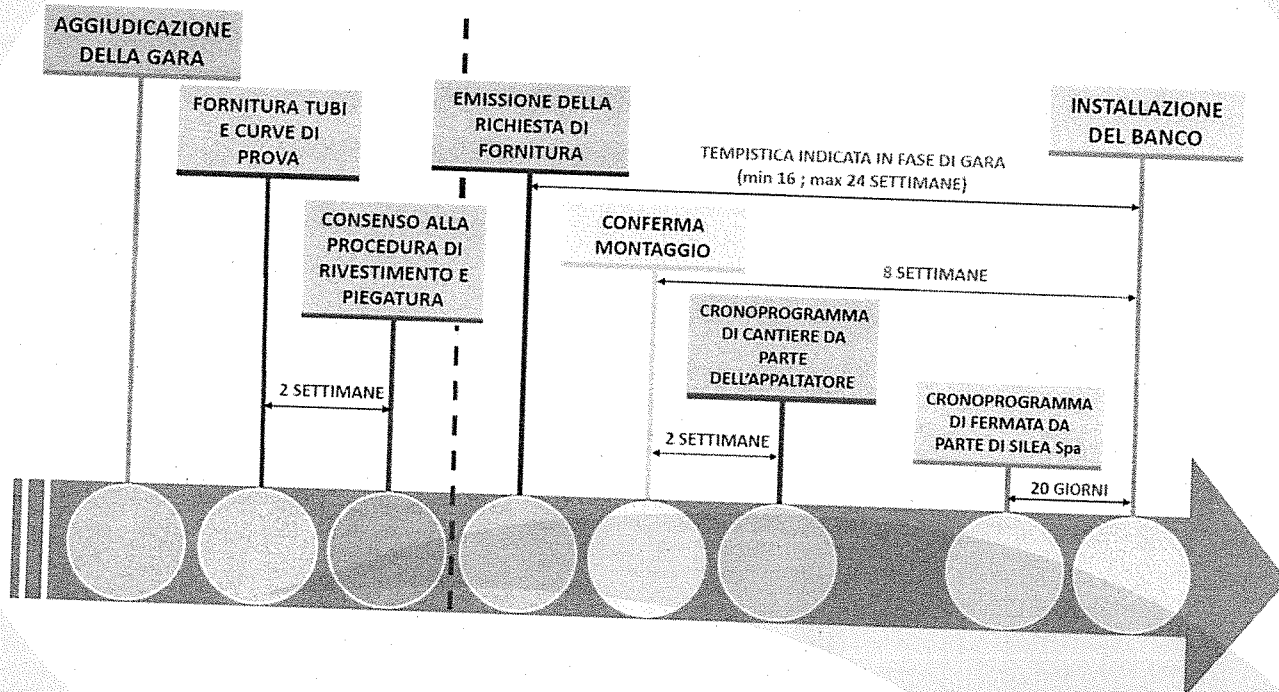 AGGIUDICAZIONE
DELLA GARA
FORNITURA TUBI
E CURVE DI
PROVA
2 SETTIMANE
CONSENSO ALLA
PROCEDURA DI
RIVESTIMENTO E
PIEGATURA
EMISSIONE DELLA
RICHIESTA DI
FORNITURA
TEMPISTICA INDICATA IN FASE DI GARA
(min 16 ; max 24 SETTIMANE)
CONFERMA
MONTAGGIO
8 SETTIMANE
2 SETTIMANE
CRONOPROGRAMMA
DI CANTIERE DA
PARTE
DELL'APPALTATORE
CRONOPROGRAMMA
DI FERMATA DA
PARTE DI SILEA Spa
20 GIORNI
INSTALLAZIONE
DEL BANCO